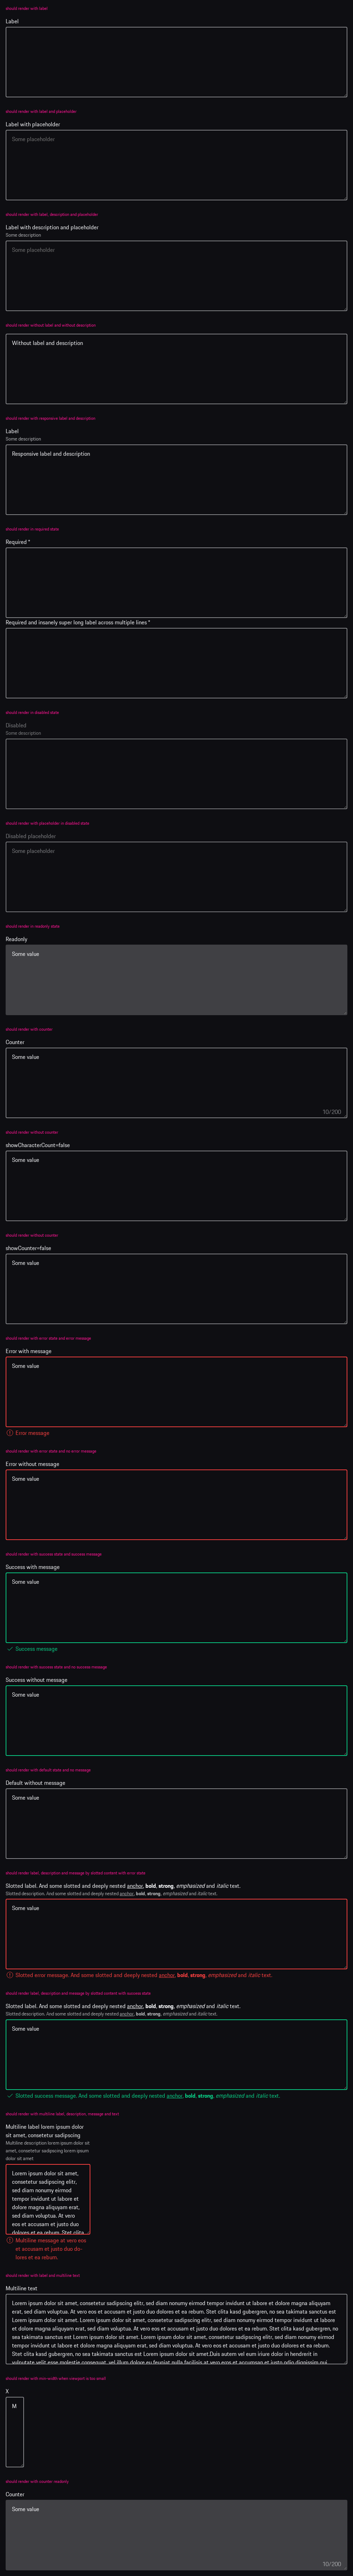 should render with label
Label
should render with label and placeholder
Label with placeholder
Some placeholder
should render with label, description and placeholder
Label with description and placeholder
Some description
Some placeholder
should render without label and without description
Without label and description
should render with responsive label and description
Label
Some description
Responsive label and description
should render in required state
Required *
Required and insanely super long label across multiple lines *
should render in disabled state
Disabled
Some description
should render with placeholder in disabled state
Disabled placeholder
Some placeholder
should render in readonly state
Readonly
Some value
should render with counter
Counter
Some value
10/200
should render without counter
showCharacterCount=false
Some value
should render without counter
showCounter=false
Some value
should render with error state and error message
Error with message
Some value
Error message
should render with error state and no error message
Error without message
Some value
should render with success state and success message
Success with message
Some value
Success message
should render with success state and no success message
Success without message
Some value
should render with default state and no message
Default without message
Some value
should render label, description and message by slotted content with error state
Slotted label. And some slotted and deeply nested anchor, bold, strong, emphasized and italic text.
Slotted description. And some slotted and deeply nested anchor, bold, strong, emphasized and italic text.
Some value
Slotted error message. And some slotted and deeply nested anchor, bold, strong, emphasized and italic text.
should render label, description and message by slotted content with success state
Slotted label. And some slotted and deeply nested anchor, bold, strong, emphasized and italic text.
Slotted description. And some slotted and deeply nested anchor, bold, strong, emphasized and italic text.
Some value
Slotted success message. And some slotted and deeply nested anchor, bold, strong, emphasized and italic text.
should render with multiline label, description, message and text
Multiline label lorem ipsum dolor
sit amet, consetetur sadipscing
Multiline description lorem ipsum dolor sit
amet, consetetur sadipscing lorem ipsum
dolor sit amet
Lorem ipsum dolor sit amet,
consetetur sadipscing elitr,
sed diam nonumy eirmod
tempor invidunt ut labore et
dolore magna aliquyam erat,
sed diam voluptua. At vero
eos et accusam et justo duo
dolores et ea rebum. Stet clita
Multiline message at vero eos
et accusam et justo duo do-
lores et ea rebum.
should render with label and multiline text
Multiline text
Lorem ipsum dolor sit amet, consetetur sadipscing elitr, sed diam nonumy eirmod tempor invidunt ut labore et dolore magna aliquyam
erat, sed diam voluptua. At vero eos et accusam et justo duo dolores et ea rebum. Stet clita kasd gubergren, no sea takimata sanctus est
Lorem ipsum dolor sit amet. Lorem ipsum dolor sit amet, consetetur sadipscing elitr, sed diam nonumy eirmod tempor invidunt ut labore
et dolore magna aliquyam erat, sed diam voluptua. At vero eos et accusam et justo duo dolores et ea rebum. Stet clita kasd gubergren, no
sea takimata sanctus est Lorem ipsum dolor sit amet. Lorem ipsum dolor sit amet, consetetur sadipscing elitr, sed diam nonumy eirmod
tempor invidunt ut labore et dolore magna aliquyam erat, sed diam voluptua. At vero eos et accusam et justo duo dolores et ea rebum.
Stet clita kasd gubergren, no sea takimata sanctus est Lorem ipsum dolor sit amet.Duis autem vel eum iriure dolor in hendrerit in
vulputate velit esse molestie consequat, vel illum dolore eu feugiat nulla facilisis at vero eros et accumsan et iusto odio dignissim qui
should render with min-width when viewport is too small
X
M
should render with counter readonly
Counter
Some value
10/200